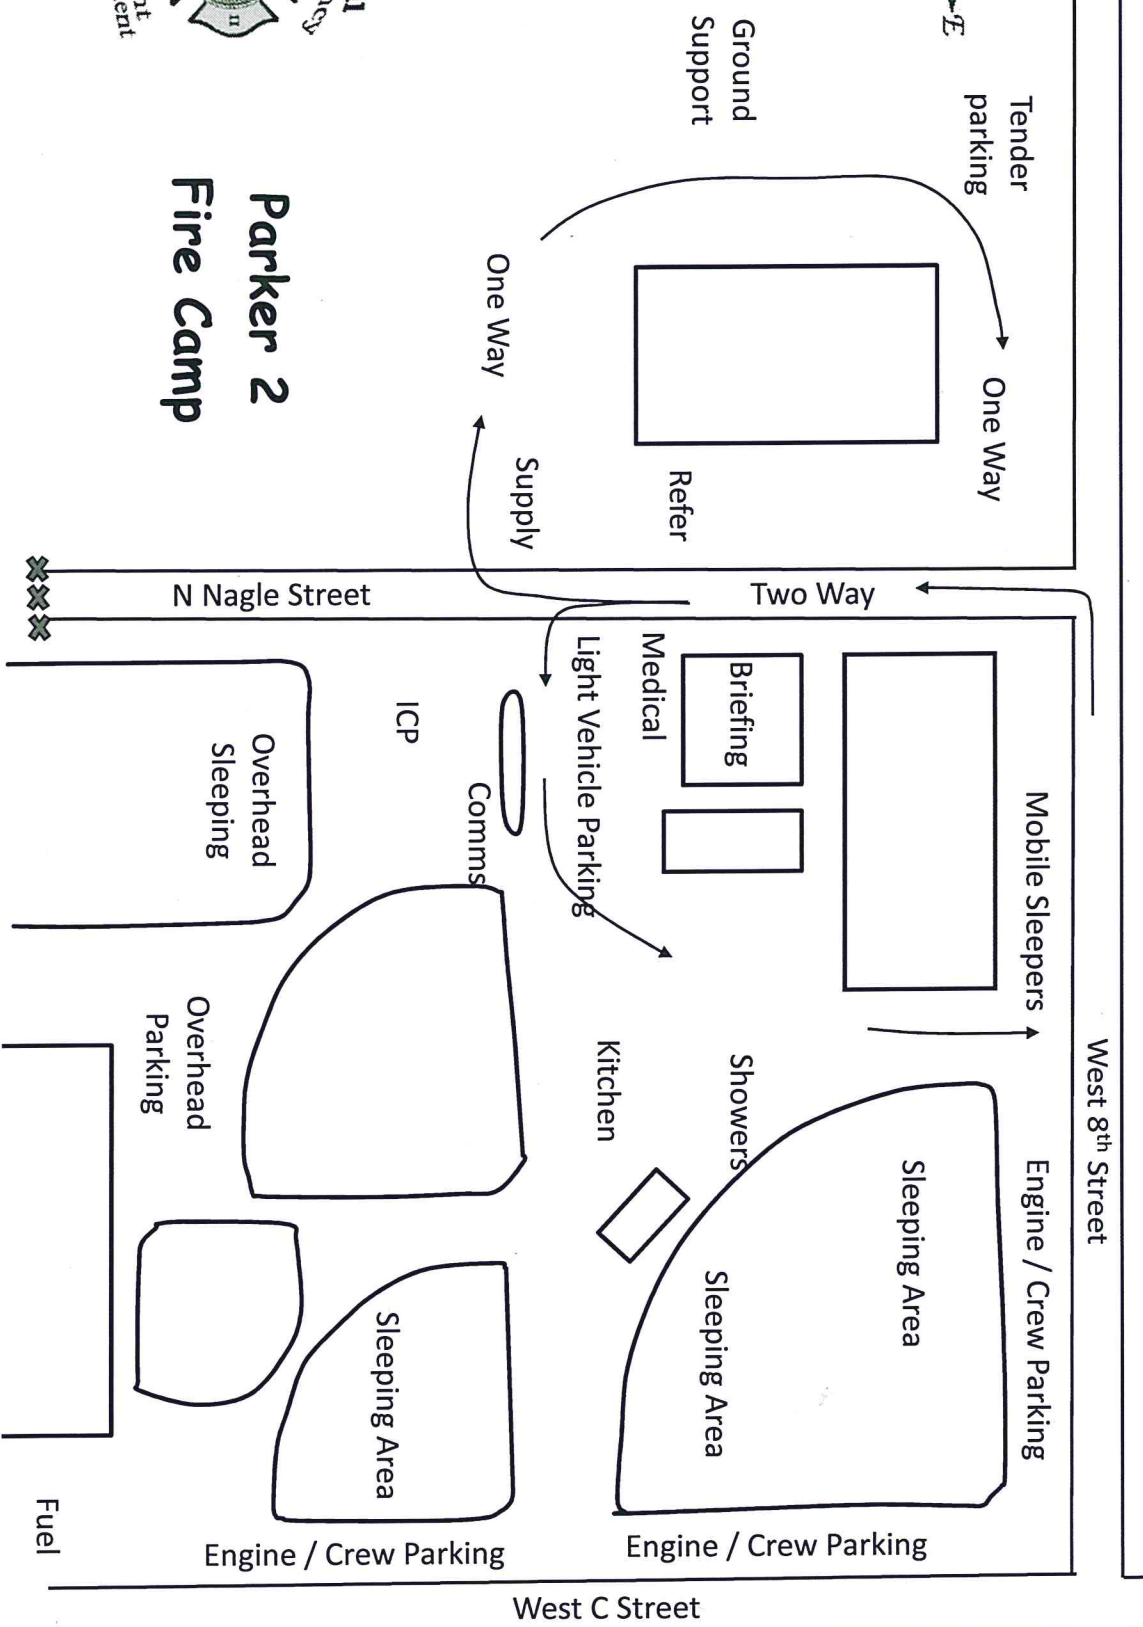 West 8th Street
Tender
parking
One Way
Mobile Sleepers
Engine / Crew Parking
E
Ground
Support
Refer
Two Way
Briefing
Medical
Showers
Sleeping Area
Sleeping Area
One Way
Supply
Light Vehicle Parking
Kitchen
ICP
Comms
Sleeping Area
Engine / Crew Parking
Engine / Crew Parking
West C Street
N Nagle Street
Overhead
Sleeping
Overhead
Parking
Fuel
Parker 2
Fire Camp